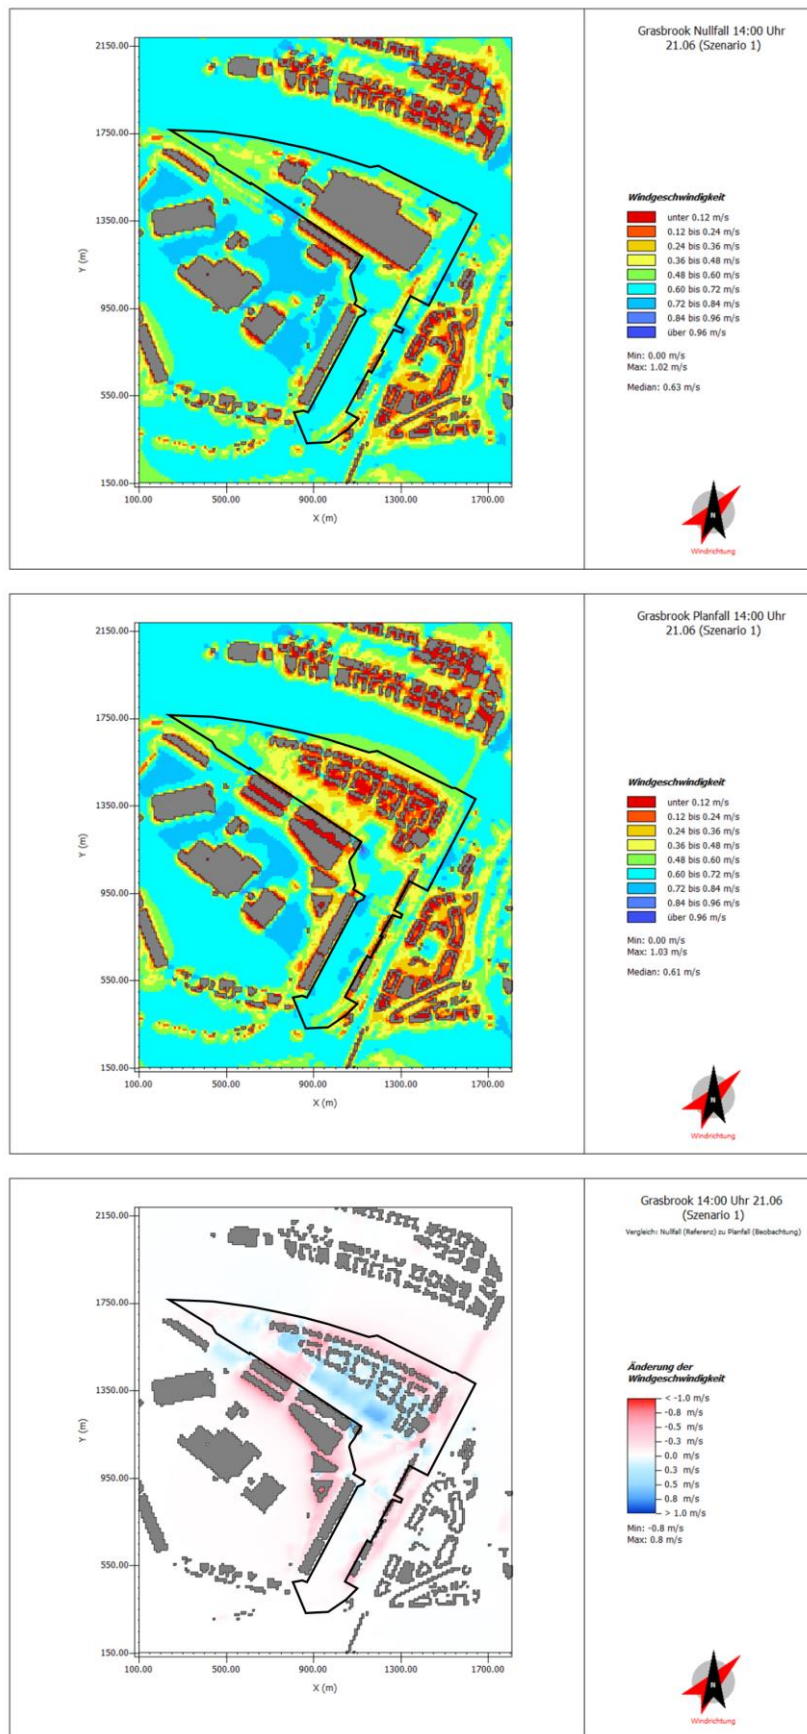 Grasbrook Nullfall 14:00 Uhr
21.06 (Szenario 1)
2150.00
1750.00
1350.00
950.00
550.00
150.00
Y (m)
100.00 500.00 900.00 1300.00 1700.00
X (m)
Windgeschwindigkeit
unter 0.12 m/s
0.12 bis 0.24 m/s
0.24 bis 0.36 m/s
0.36 bis 0.48 m/s
0.48 bis 0.60 m/s
0.60 bis 0.72 m/s
0.72 bis 0.84 m/s
0.84 bis 0.96 m/s
über 0.96 m/s
Min: 0.00 m/s
Max: 1.02 m/s
Median: 0.63 m/s
N
Windrichtung
Grasbrook Planfall 14:00 Uhr
21.06 (Szenario 1)
2150.00
1750.00
1350.00
950.00
550.00
150.00
Y (m)
100.00 500.00 900.00 1300.00 1700.00
X (m)
Windgeschwindigkeit
unter 0.12 m/s
0.12 bis 0.24 m/s
0.24 bis 0.36 m/s
0.36 bis 0.48 m/s
0.48 bis 0.60 m/s
0.60 bis 0.72 m/s
0.72 bis 0.84 m/s
0.84 bis 0.96 m/s
über 0.96 m/s
Min: 0.00 m/s
Max: 1.03 m/s
Median: 0.61 m/s
N
Windrichtung
Grasbrook 14:00 Uhr 21.06
(Szenario 1)
Vergleich: Nullfall (Referenz) zu Planfall (Beobachtung)
2150.00
1750.00
1350.00
950.00
550.00
150.00
Y (m)
100.00 500.00 900.00 1300.00 1700.00
X (m)
Änderung der
Windgeschwindigkeit
< -1.0 m/s
-0.8 m/s
-0.5 m/s
-0.3 m/s
0.0 m/s
0.3 m/s
0.5 m/s
0.8 m/s
> 1.0 m/s
Min: -0.8 m/s
Max: 0.8 m/s
N
Windrichtung